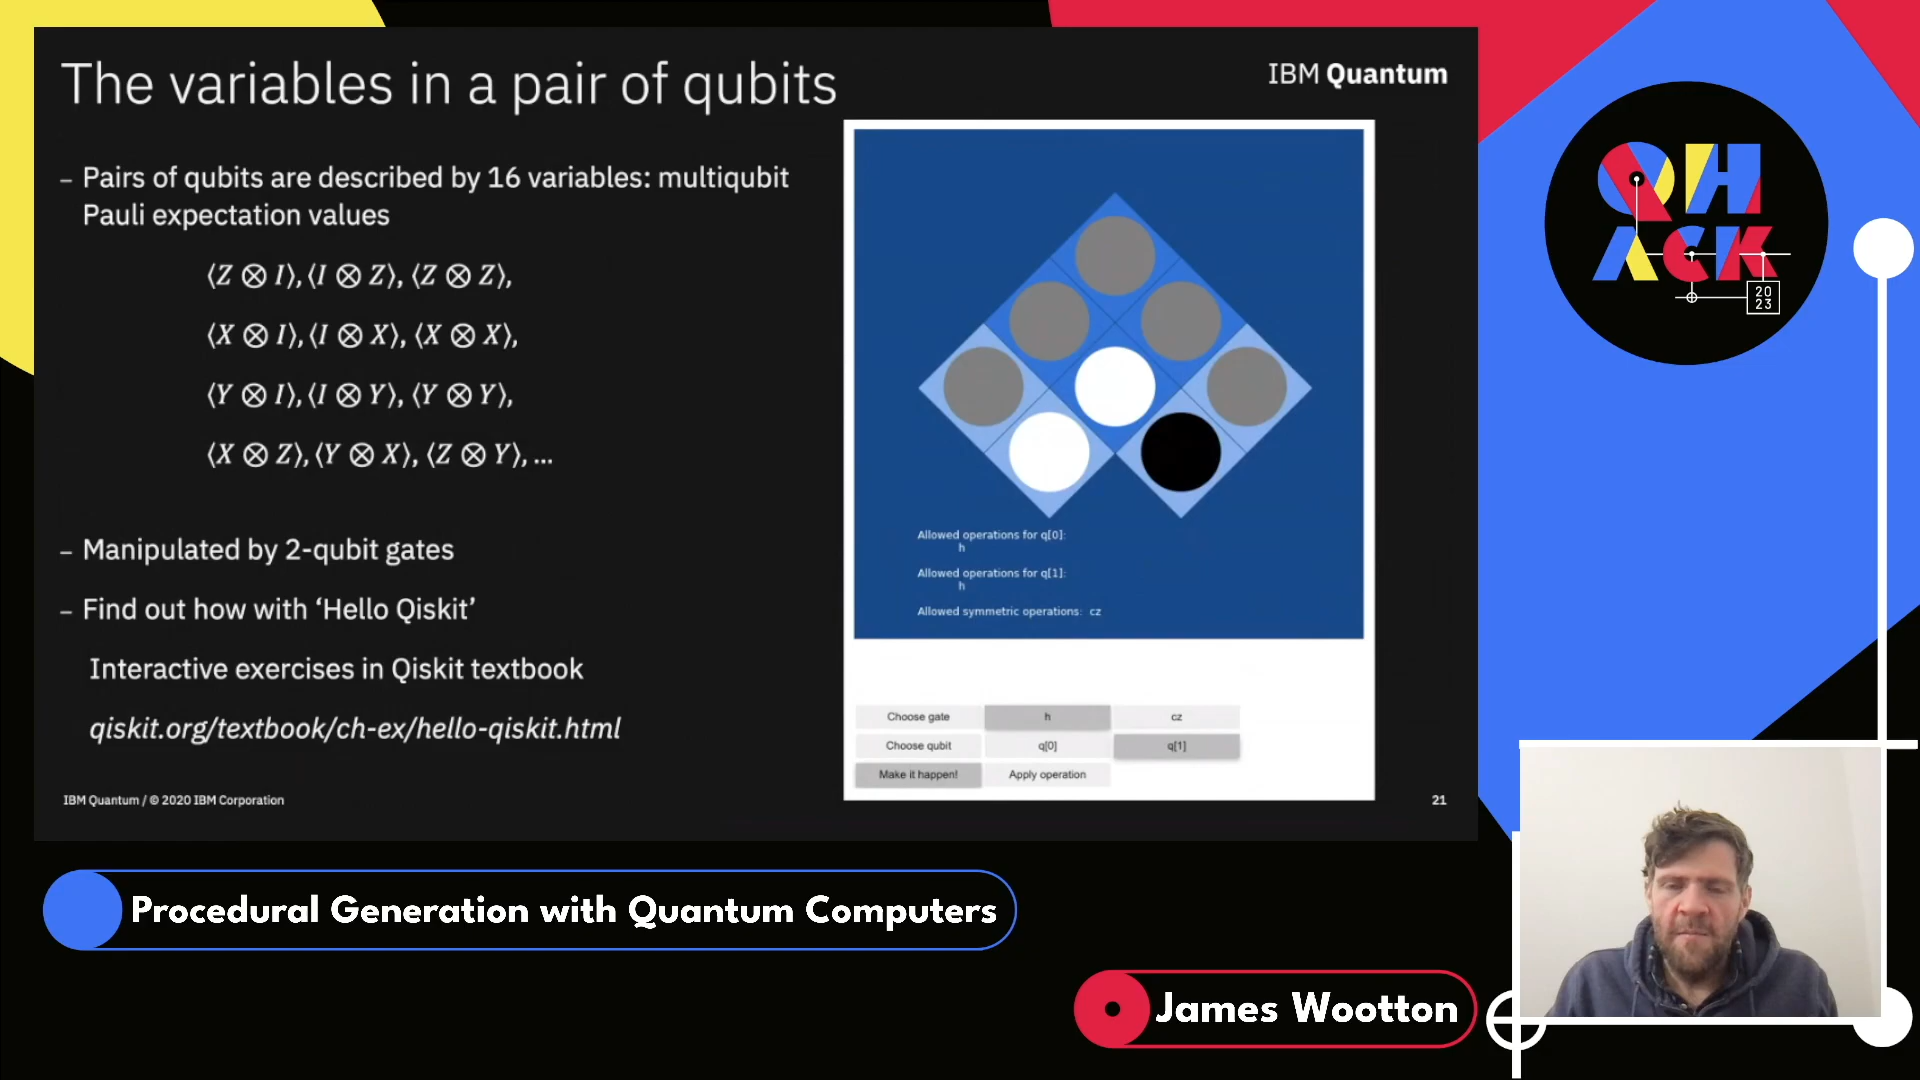 The variables in a pair of qubits
IBM Quantum
– Pairs of qubits are described by 16 variables: multiqubit
Pauli expectation values
⟨Z ⊗ I⟩, ⟨I ⊗ Z⟩, ⟨Z ⊗ Z⟩,
⟨X ⊗ I⟩, ⟨I ⊗ X⟩, ⟨X ⊗ X⟩,
⟨Y ⊗ I⟩, ⟨I ⊗ Y⟩, ⟨Y ⊗ Y⟩,
⟨X ⊗ Z⟩, ⟨Y ⊗ X⟩, ⟨Z ⊗ Y⟩, ...
– Manipulated by 2-qubit gates
– Find out how with ‘Hello Qiskit’
Interactive exercises in Qiskit textbook
qiskit.org/textbook/ch-ex/hello-qiskit.html
IBM Quantum / © 2020 IBM Corporation
Allowed operations for q[0]:
h
Allowed operations for q[1]:
h
Allowed symmetric operations: cz
Choose gate h cz
Choose qubit q[0] q[1]
Make it happen! Apply operation
21
QH
ACK
20
23
Procedural Generation with Quantum Computers
James Wootton